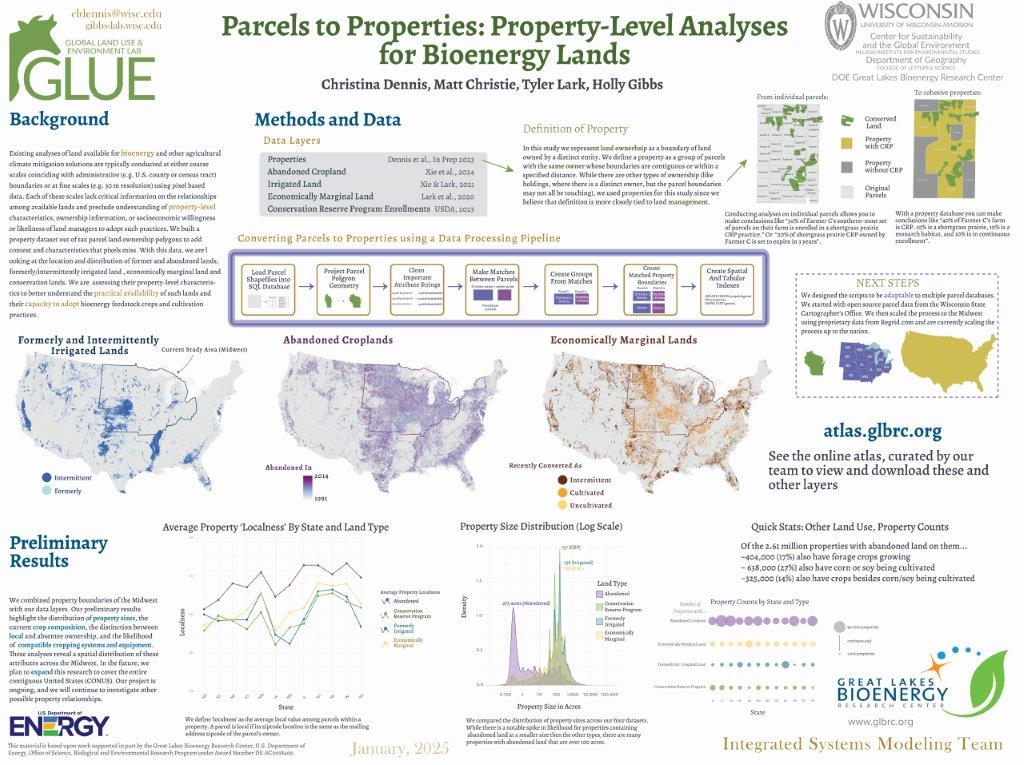 cldennis@wisc.edu
gibbs-lab.wisc.edu
GLOBAL LAND USE &
ENVIRONMENT LAB
GLUE
Parcels to Properties: Property-Level Analyses
for Bioenergy Lands
Christina Dennis, Matt Christie, Tyler Lark, Holly Gibbs
WISCONSIN
UNIVERSITY OF WISCONSIN-MADISON
Center for Sustainability
and the Global Environment
NELSON INSTITUTE FOR ENVIRONMENTAL STUDIES
Department of Geography
COLLEGE OF LETTERS & SCIENCE
DOE Great Lakes Bioenergy Research Center
Background
Existing analyses of land available for bioenergy and other agricultural
climate mitigation solutions are typically conducted at either coarse
scales coinciding with administrative (e.g. U.S. county or census tract)
boundaries or at fine scales (e.g. 30 m resolution) using pixel based
data. Each of these scales lack critical information on the relationships
among available lands and preclude understanding of property-level
characteristics, ownership information, or socioeconomic willingness
or likeliness of land managers to adopt such practices. We built a
property dataset out of tax parcel land ownership polygons to add
context and characteristics that pixels miss. With this data, we are l
ooking at the location and distribution of former and abandoned lands,
formerly/intermittently irrigated land , economically marginal land and
conservation lands. We are assessing their property-level characteris-
tics to better understand the practical availability of such lands and
their capacity to adopt bioenergy feedstock crops and cultivation
practices.
Methods and Data
Data Layers
Properties Dennis et al., In Prep 2023
Abandoned Cropland Xie et al., 2024
Irrigated Land Xie & Lark, 2021
Economically Marginal Land Lark et al., 2020
Conservation Reserve Program Enrollments USDA, 2023
Definition of Property
In this study we represent land ownership as a boundary of land
owned by a distinct entity. We define a property as a group of parcels
with the same owner whose boundaries are contiguous or within a
specified distance. While there are other types of ownership (like
holdings, where there is a distinct owner, but the parcel boundaries
may not all be touching), we used properties for this study since we
believe that definition is more closely tied to land management.
From individual parcels:
To cohesive properties:
Conserved
Land
Property
with CRP
Property
without CRP
Original
Parcels
Conducting analyses on individual parcels allows you to
make conclusions like "50% of Farmer C's southern-most set
of parcels on their farm is enrolled in a shortgrass prairie
CRP practice." Or "20% of shortgrass prairie CRP owned by
Farmer C is set to expire in 3 years".
With a property database you can make
conclusions like "40% of Farmer C's farm is
CRP. 10% is a shortgrass prairie, 10% is a
monarch habitat, and 10% is in continuous
enrollment".
Converting Parcels to Properties using a Data Processing Pipeline
Load Parcel
Shapefiles into
SQL Database
Project Parcel
Polygon
Geometry
Clean
Important
Attribute Strings
Make Matches
Between Parcels
Create Groups
From Matches
Create
Matched Property
Boundaries
Create Spatial
And Tabular
Indexes
NEXT STEPS
We designed the scripts to be adaptable to multiple parcel databases.
We started with open source parcel data from the Wisconsin State
Cartographer's Office. We then scaled the process to the Midwest
using proprietary data from Regrid.com and are currently scaling the
process up to the nation.
Formerly and Intermittently
Irrigated Lands
Current Study Area (Midwest)
Intermittent
Formerly
Abandoned Croplands
Abandoned In
2014
1991
Economically Marginal Lands
Recently Converted As
Intermittent
Cultivated
Uncultivated
atlas.glbrc.org
See the online atlas, curated by our
team to view and download these and
other layers
Preliminary
Results
We combined property boundaries of the Midwest
with our data layers. Our preliminary results
highlight the distribution of property sizes, the
current crop composition, the distinction between
local and absentee ownership, and the likelihood
of compatible cropping systems and equipment.
These analyses reveal a spatial distribution of these
attributes across the Midwest. In the future, we
plan to expand this research to cover the entire
contiguous United States (CONUS). Our project is
ongoing, and we will continue to investigate other
possible property relationships.
Average Property 'Localness' By State and Land Type
Localness
State
Average Property Localness
Abandoned
Conservation
Reserve Program
Formerly
Irrigated
Economically
Marginal
We define 'localness' as the average local value among parcels within a
property. A parcel is local if its zipcode location is the same as the mailing
address zipcode of the parcel's owner.
Property Size Distribution (Log Scale)
Density
.275 acres (Abandoned)
Land Type
Abandoned
Conservation
Reserve Program
Formerly
Irrigated
Economically
Marginal
Property Size in Acres
We compared the distribution of property sizes across our four datasets.
While there's a notable spike in likelihood for properties containing
abandoned land at a smaller size then the other types, there are many
properties with abandoned land that are over 100 acres.
Quick Stats: Other Land Use, Property Counts
Of the 2.61 million properties with abandoned land on them...
~404,000 (17%) also have forage crops growing
~ 638,000 (27%) also have corn or soy being cultivated
~325,000 (14%) also have crops besides corn/soy being cultivated
Number of
Properties with...
Property Counts by State and Type
Abandoned Cropland
Economically Marginal Land
Formerly Irr. Irrigated Land
Conservation Reserve Program
State
GREAT LAKES
BIOENERGY
RESEARCH CENTER
www.glbrc.org
U.S. Department of
ENERGY
This material is based upon work supported in part by the Great Lakes Bioenergy Research Center, U.S. Department of
Energy, Office of Science, Biological and Environmental Research Program under Award Number DE-SC0018409.
January, 2025
Integrated Systems Modeling Team